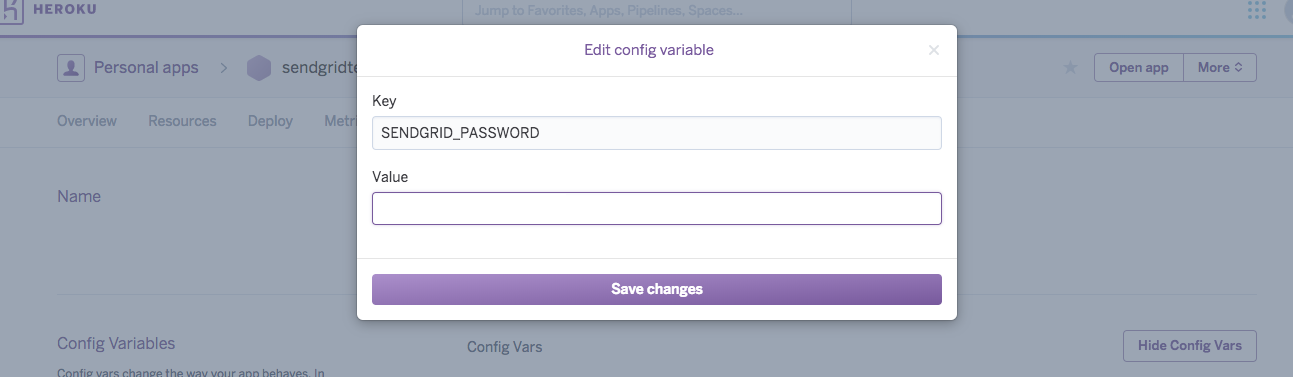 HEROKU
Jump to Favorites, Apps, Pipelines, Spaces...
Edit config variable
×
Personal apps > sendgridte
Open app
More
Key
SENDGRID_PASSWORD
Overview Resources Deploy Metri
Value
Name
Save changes
Config Variables
Config Vars
Hide Config Vars
Config vars change the way your app behaves. In